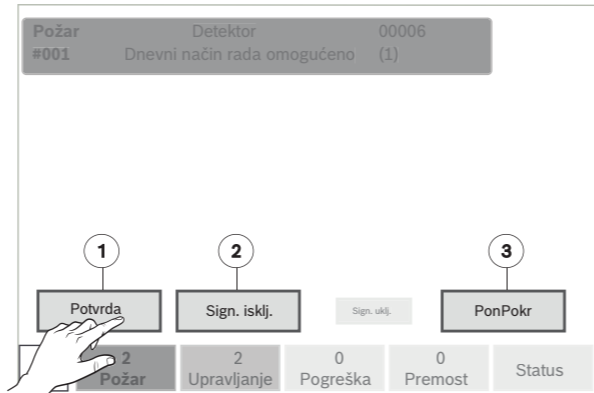 Požar Detektor 00006
#001 Dnevni način rada omogućeno (1)
1 2 3
Potvrda Sign. isklj. Sign. uklj. PonPokr
2 2 0 0
Požar Upravljanje Pogreška Premost Status